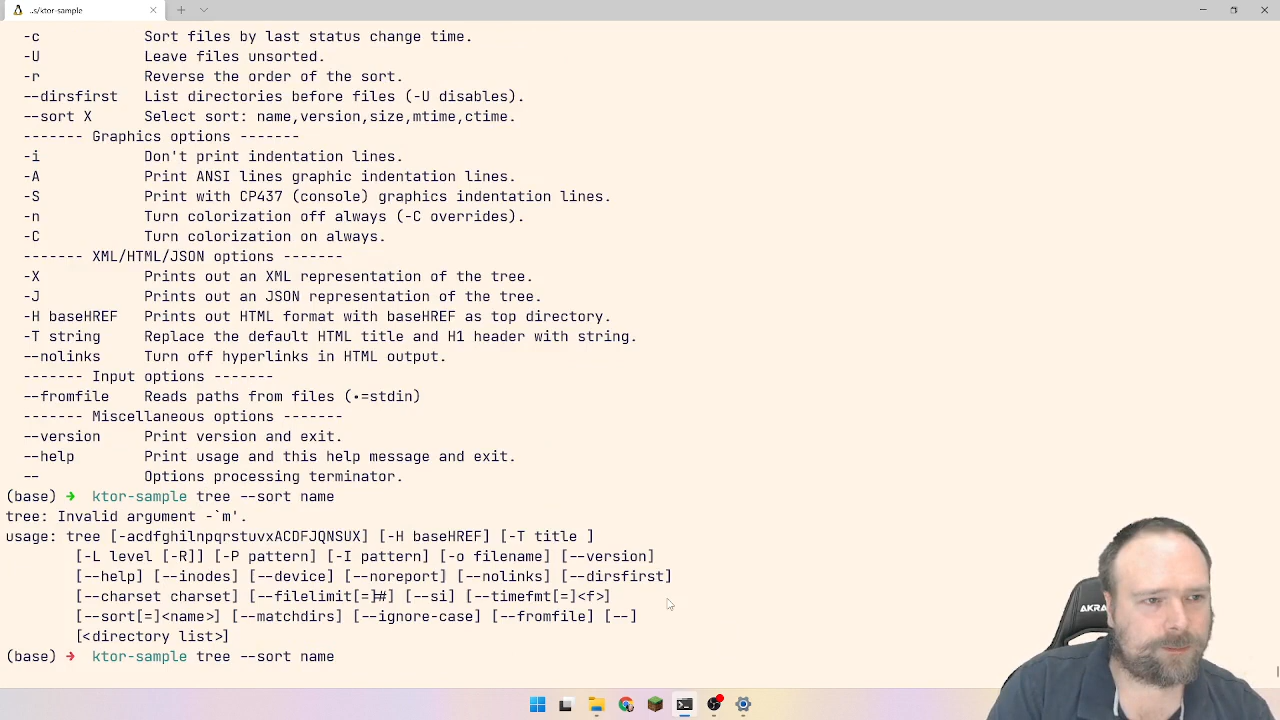 ../ktor-sample
-c Sort files by last status change time.
-U Leave files unsorted.
-r Reverse the order of the sort.
--dirsfirst List directories before files (-U disables).
--sort X Select sort: name,version,size,mtime,ctime.
------- Graphics options -------
-i Don't print indentation lines.
-A Print ANSI lines graphic indentation lines.
-S Print with CP437 (console) graphics indentation lines.
-n Turn colorization off always (-C overrides).
-C Turn colorization on always.
------- XML/HTML/JSON options -------
-X Prints out an XML representation of the tree.
-J Prints out an JSON representation of the tree.
-H baseHREF Prints out HTML format with baseHREF as top directory.
-T string Replace the default HTML title and H1 header with string.
--nolinks Turn off hyperlinks in HTML output.
------- Input options -------
--fromfile Reads paths from files (.=stdin)
------- Miscellaneous options -------
--version Print version and exit.
--help Print usage and this help message and exit.
-- Options processing terminator.
(base) → ktor-sample tree --sort name
tree: Invalid argument -`m'.
usage: tree [-acdfghilnpqrstuvxACDFJQNSUX] [-H baseHREF] [-T title ]
[-L level [-R]] [-P pattern] [-I pattern] [-o filename] [--version]
[--help] [--inodes] [--device] [--noreport] [--nolinks] [--dirsfirst]
[--charset charset] [--filelimit[=]#] [--si] [--timefmt[=]<f>]
[--sort[=]<name>] [--matchdirs] [--ignore-case] [--fromfile] [--]
[<directory list>]
(base) → ktor-sample tree --sort name
AKRA